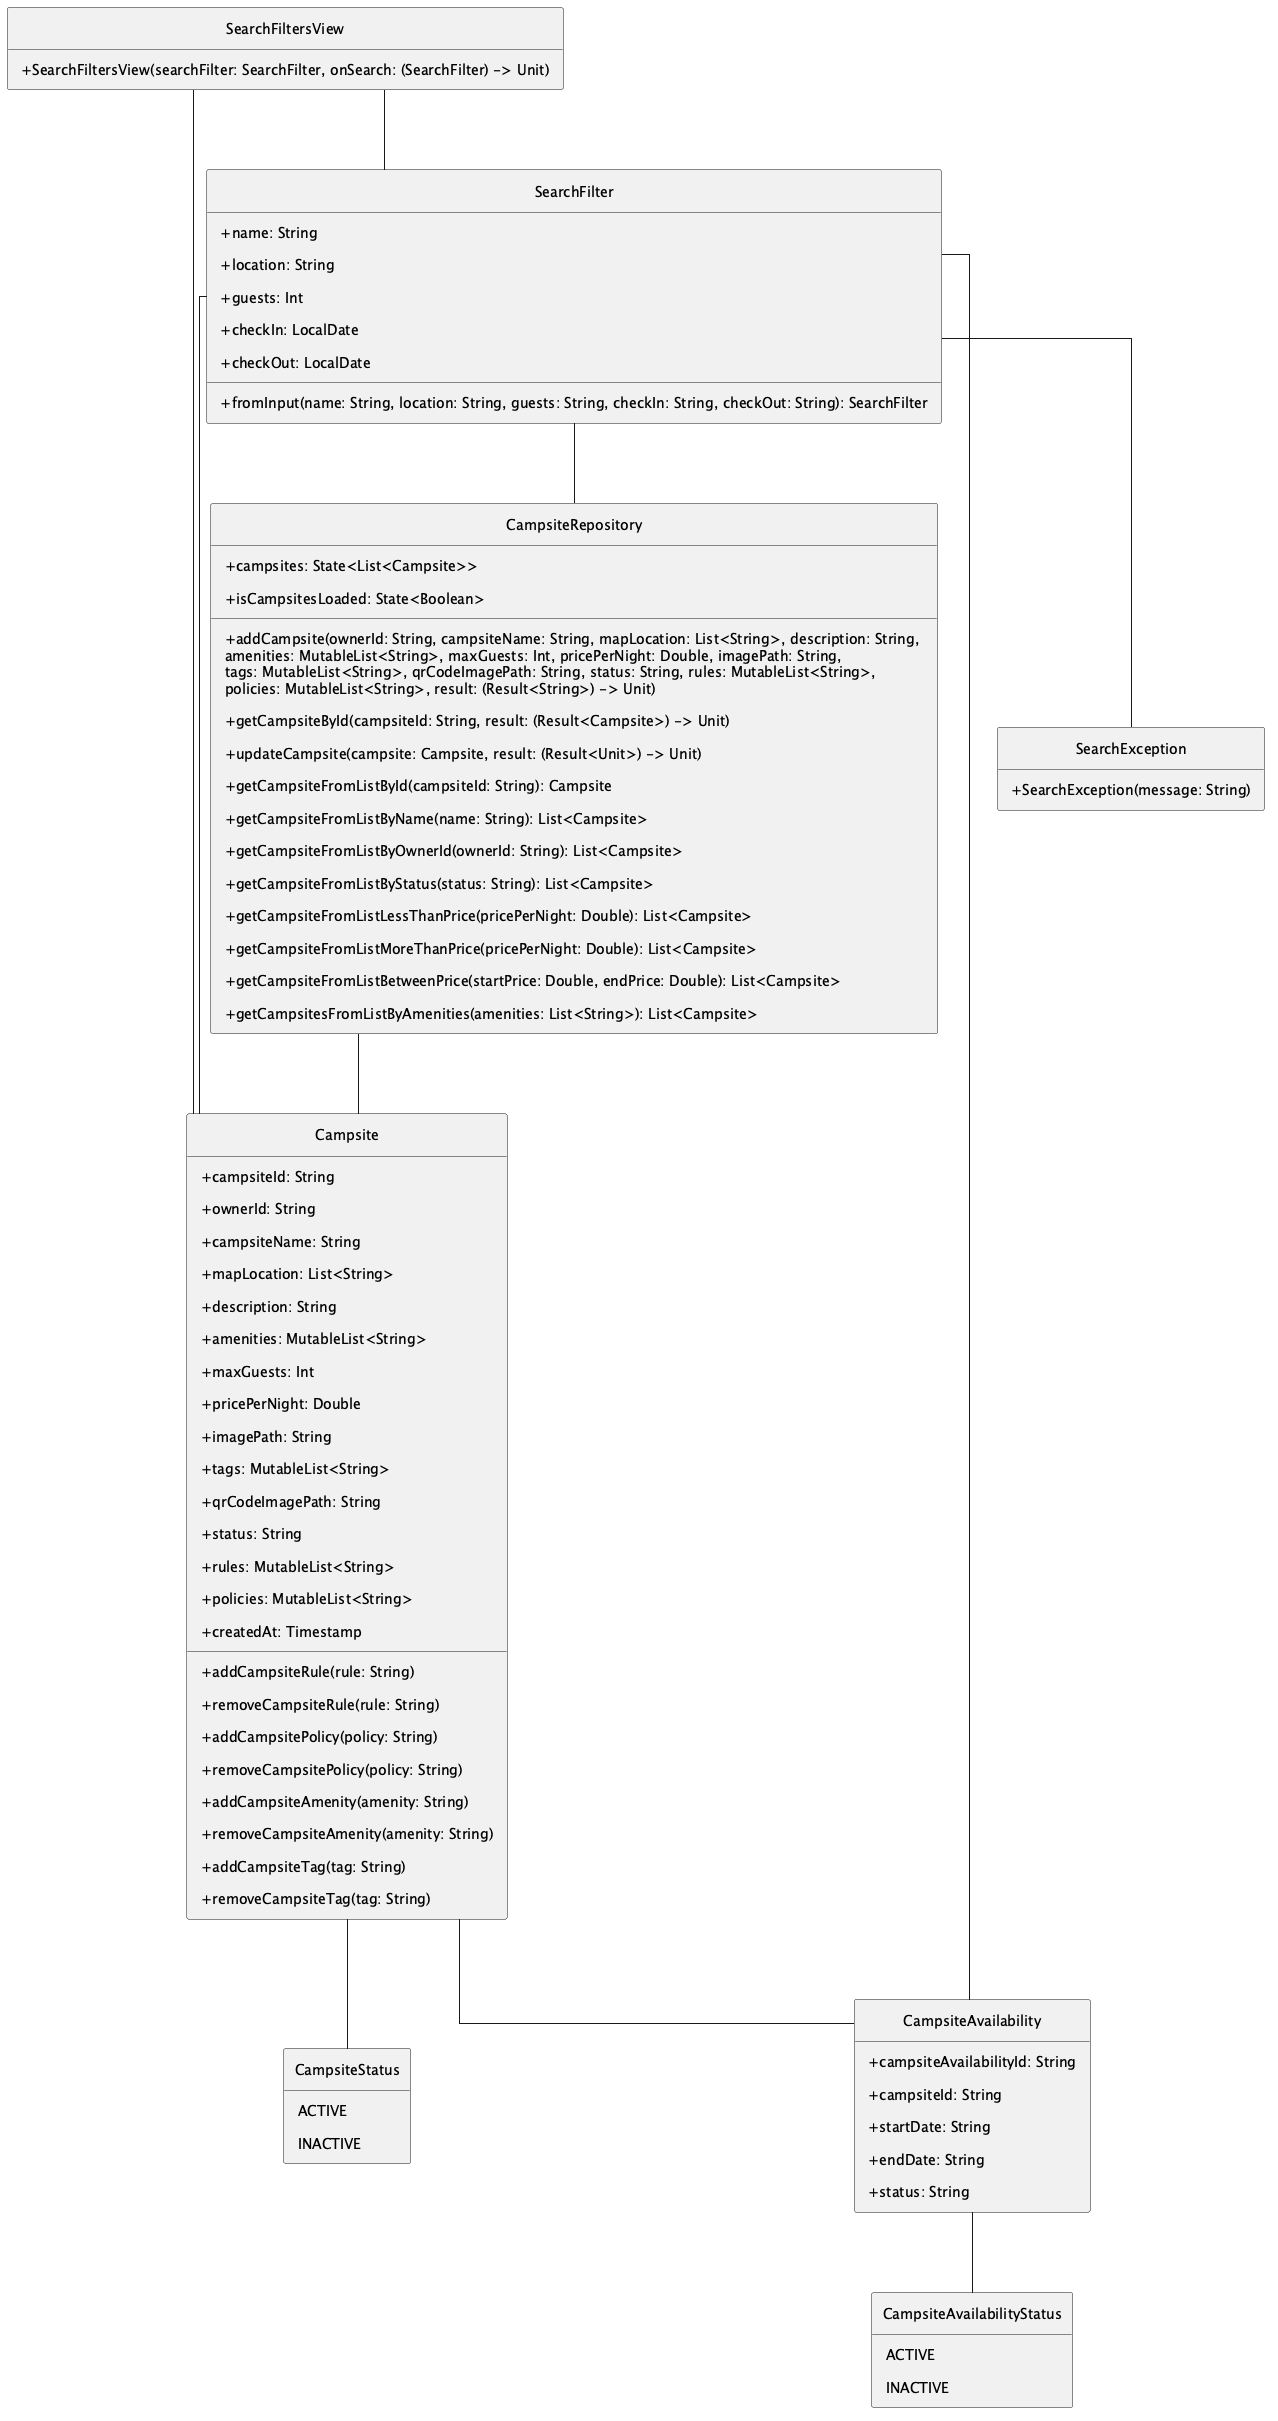 SearchFiltersView
+SearchFiltersView(searchFilter: SearchFilter, onSearch: (SearchFilter) -> Unit)
SearchFilter
+name: String
+location: String
+guests: Int
+checkIn: LocalDate
+checkOut: LocalDate
+fromInput(name: String, location: String, guests: String, checkIn: String, checkOut: String): SearchFilter
CampsiteRepository
+campsites: State<List<Campsite>>
+isCampsitesLoaded: State<Boolean>
+addCampsite(ownerId: String, campsiteName: String, mapLocation: List<String>, description: String,
amenities: MutableList<String>, maxGuests: Int, pricePerNight: Double, imagePath: String,
tags: MutableList<String>, qrCodeImagePath: String, status: String, rules: MutableList<String>,
policies: MutableList<String>, result: (Result<String>) -> Unit)
+getCampsiteById(campsiteId: String, result: (Result<Campsite>) -> Unit)
+updateCampsite(campsite: Campsite, result: (Result<Unit>) -> Unit)
+getCampsiteFromListById(campsiteId: String): Campsite
+getCampsiteFromListByName(name: String): List<Campsite>
+getCampsiteFromListByOwnerId(ownerId: String): List<Campsite>
+getCampsiteFromListByStatus(status: String): List<Campsite>
+getCampsiteFromListLessThanPrice(pricePerNight: Double): List<Campsite>
+getCampsiteFromListMoreThanPrice(pricePerNight: Double): List<Campsite>
+getCampsiteFromListBetweenPrice(startPrice: Double, endPrice: Double): List<Campsite>
+getCampsitesFromListByAmenities(amenities: List<String>): List<Campsite>
SearchException
+SearchException(message: String)
Campsite
+campsiteId: String
+ownerId: String
+campsiteName: String
+mapLocation: List<String>
+description: String
+amenities: MutableList<String>
+maxGuests: Int
+pricePerNight: Double
+imagePath: String
+tags: MutableList<String>
+qrCodeImagePath: String
+status: String
+rules: MutableList<String>
+policies: MutableList<String>
+createdAt: Timestamp
+addCampsiteRule(rule: String)
+removeCampsiteRule(rule: String)
+addCampsitePolicy(policy: String)
+removeCampsitePolicy(policy: String)
+addCampsiteAmenity(amenity: String)
+removeCampsiteAmenity(amenity: String)
+addCampsiteTag(tag: String)
+removeCampsiteTag(tag: String)
CampsiteStatus
ACTIVE
INACTIVE
CampsiteAvailability
+campsiteAvailabilityId: String
+campsiteId: String
+startDate: String
+endDate: String
+status: String
CampsiteAvailabilityStatus
ACTIVE
INACTIVE